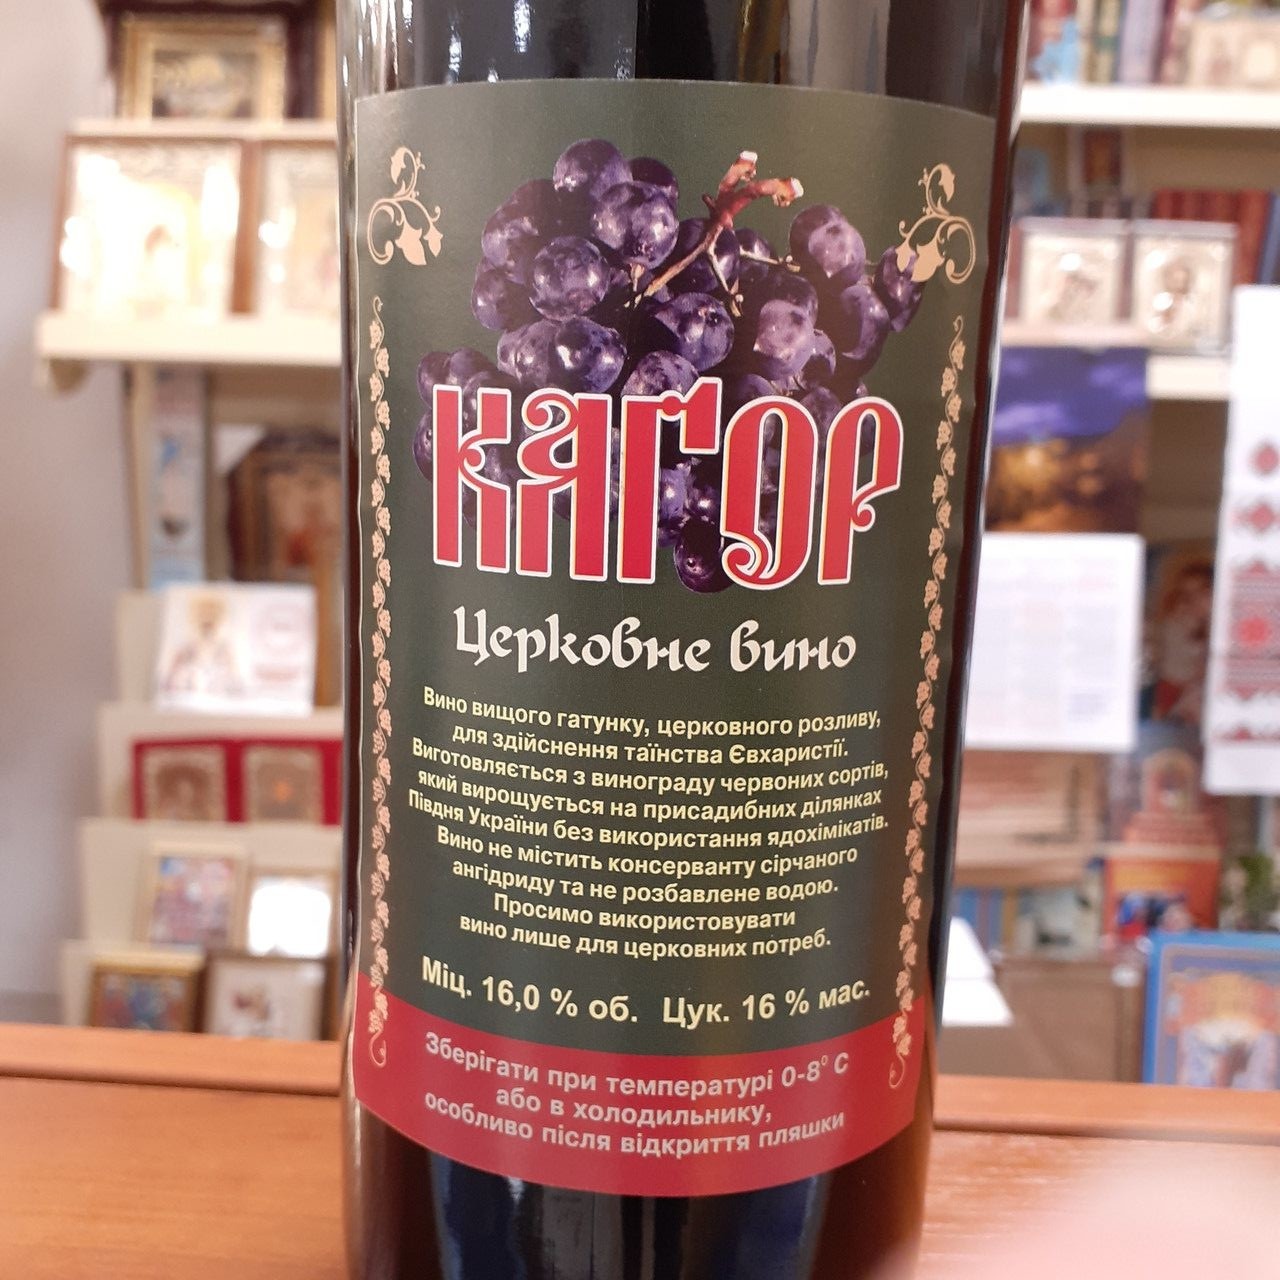 КАГОР
Церковне вино
Вино вищого гатунку, церковного розливу,
для здійснення таїнства Євхаристії.
Виготовляється з винограду червоних сортів,
який вирощується на присадибних ділянках
Півдня України без використання ядохімікатів.
Вино не містить консерванту сірчаного
ангідриду та не розбавлене водою.
Просимо використовувати
вино лише для церковних потреб.
Міц. 16,0 % об. Цук. 16 % мас.
Зберігати при температурі 0-8° С
або в холодильнику,
особливо після відкриття пляшки